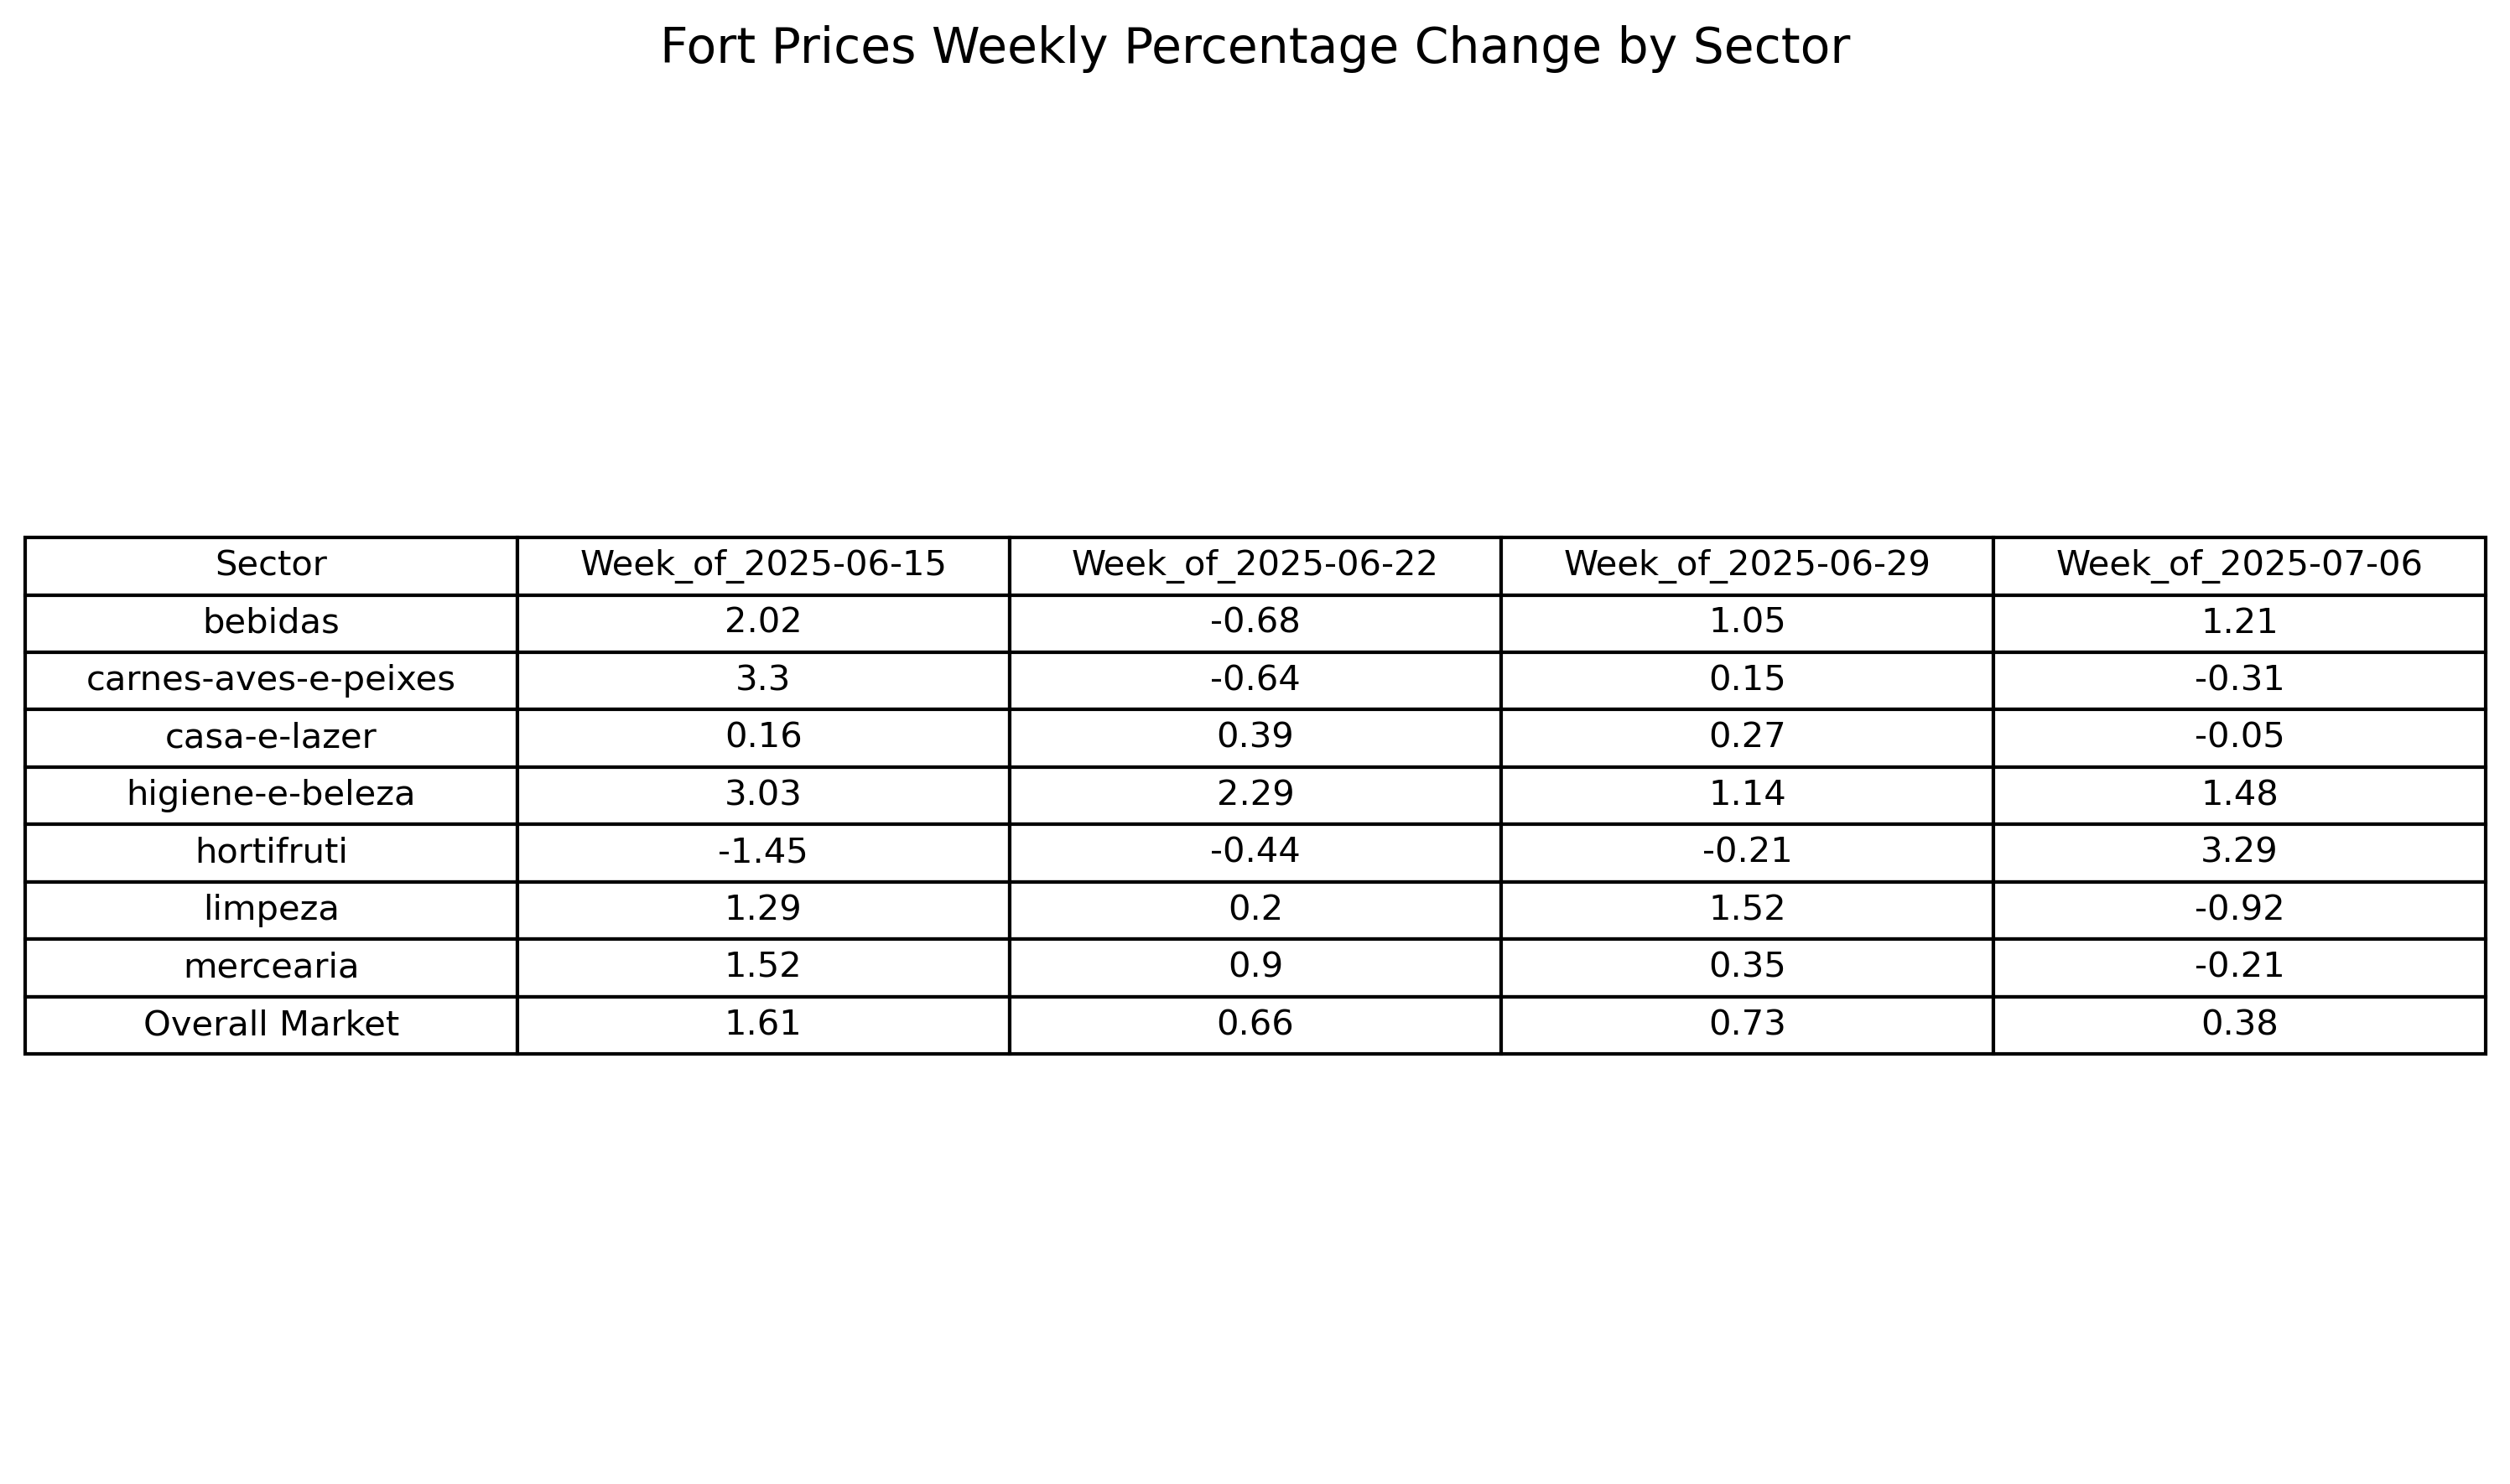 Fort Prices Weekly Percentage Change by Sector
Sector Week_of_2025-06-15 Week_of_2025-06-22 Week_of_2025-06-29 Week_of_2025-07-06
bebidas 2.02 -0.68 1.05 1.21
carnes-aves-e-peixes 3.3 -0.64 0.15 -0.31
casa-e-lazer 0.16 0.39 0.27 -0.05
higiene-e-beleza 3.03 2.29 1.14 1.48
hortifruti -1.45 -0.44 -0.21 3.29
limpeza 1.29 0.2 1.52 -0.92
mercearia 1.52 0.9 0.35 -0.21
Overall Market 1.61 0.66 0.73 0.38